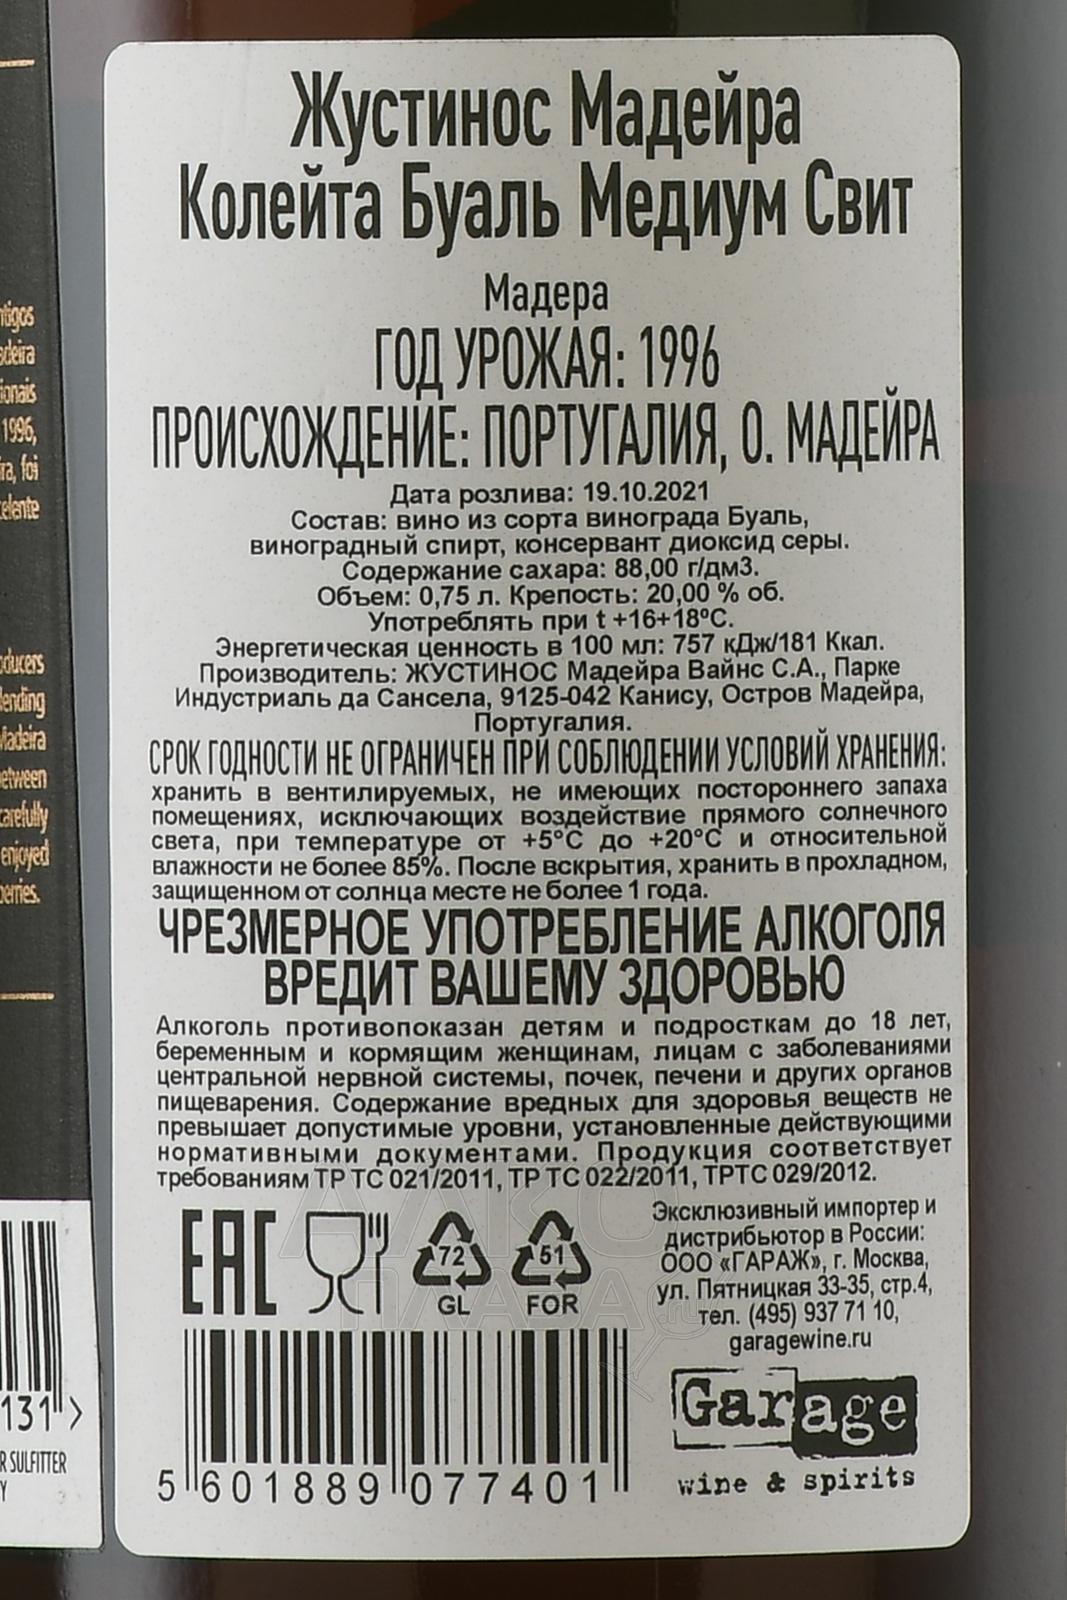 Жустинос Мадейра
Колейта Буаль Медиум Свит
Мадера
ГОД УРОЖАЯ: 1996
ПРОИСХОЖДЕНИЕ: ПОРТУГАЛИЯ, О. МАДЕЙРА
Дата розлива: 19.10.2021
Состав: вино из сорта винограда Буаль,
виноградный спирт, консервант диоксид серы.
Содержание сахара: 88,00 г/дм3.
Объем: 0,75 л. Крепость: 20,00 % об.
Употреблять при t +16+18ºС.
Энергетическая ценность в 100 мл: 757 кДж/181 Ккал.
Производитель: ЖУСТИНОС Мадейра Вайнс С.А., Парке
Индустриаль да Сансела, 9125-042 Канису, Остров Мадейра,
Португалия.
СРОК ГОДНОСТИ НЕ ОГРАНИЧЕН ПРИ СОБЛЮДЕНИИ УСЛОВИЙ ХРАНЕНИЯ:
хранить в вентилируемых, не имеющих постороннего запаха
помещениях, исключающих воздействие прямого солнечного
света, при температуре от +5°С до +20°С и относительной
влажности не более 85%. После вскрытия, хранить в прохладном,
защищенном от солнца месте не более 1 года.
ЧРЕЗМЕРНОЕ УПОТРЕБЛЕНИЕ АЛКОГОЛЯ
ВРЕДИТ ВАШЕМУ ЗДОРОВЬЮ
Алкоголь противопоказан детям и подросткам до 18 лет,
беременным и кормящим женщинам, лицам с заболеваниями
центральной нервной системы, почек, печени и других органов
пищеварения. Содержание вредных для здоровья веществ не
превышает допустимые уровни, установленные действующими
нормативными документами. Продукция соответствует
требованиям ТР ТС 021/2011, ТР ТС 022/2011, ТРТС 029/2012.
EAC
72
GL
51
FOR
Эксклюзивный импортер и
дистрибьютор в России:
ООО «ГАРАЖ», г. Москва,
ул. Пятницкая 33-35, стр.4,
тел. (495) 937 71 10,
garagewine.ru
Garage
wine & spirits
5 601889 077401
АЛКО
ПЛАЗА.ru
1996,
foi
131 >
SULFITTER